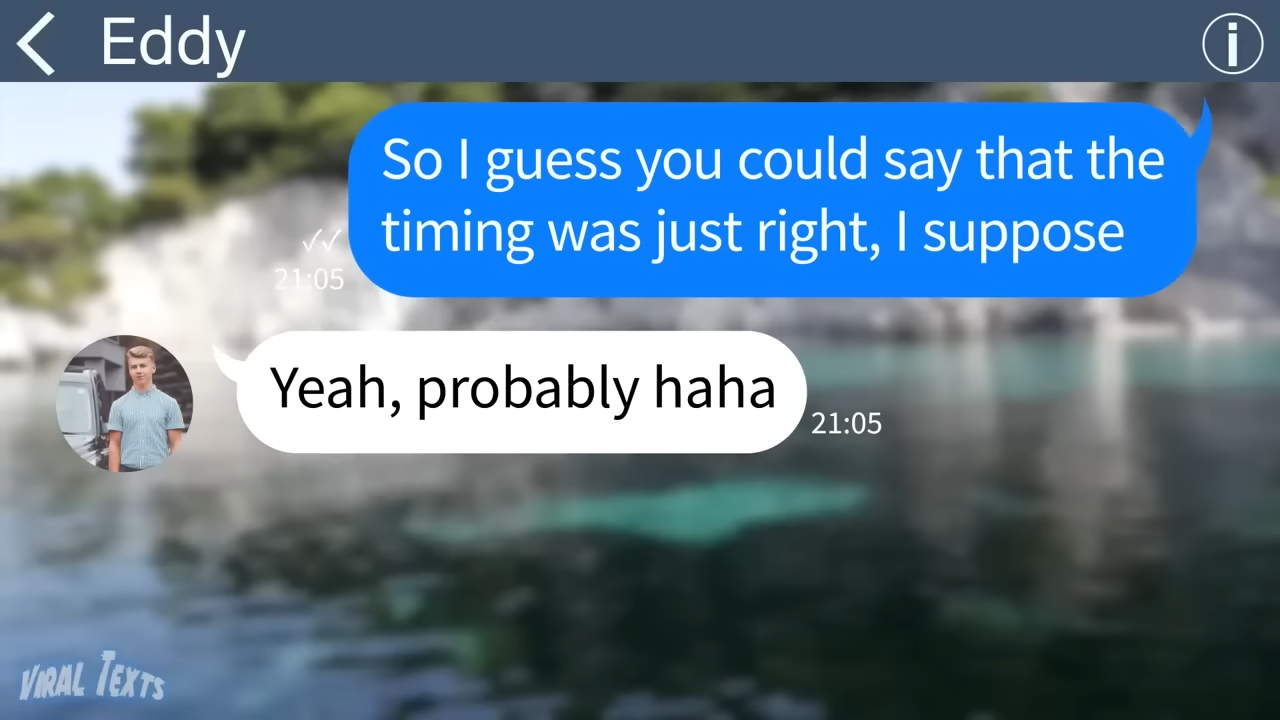 Eddy
So I guess you could say that the
timing was just right, I suppose
✓✓
21:05
Yeah, probably haha
21:05
VIRAL TEXTS